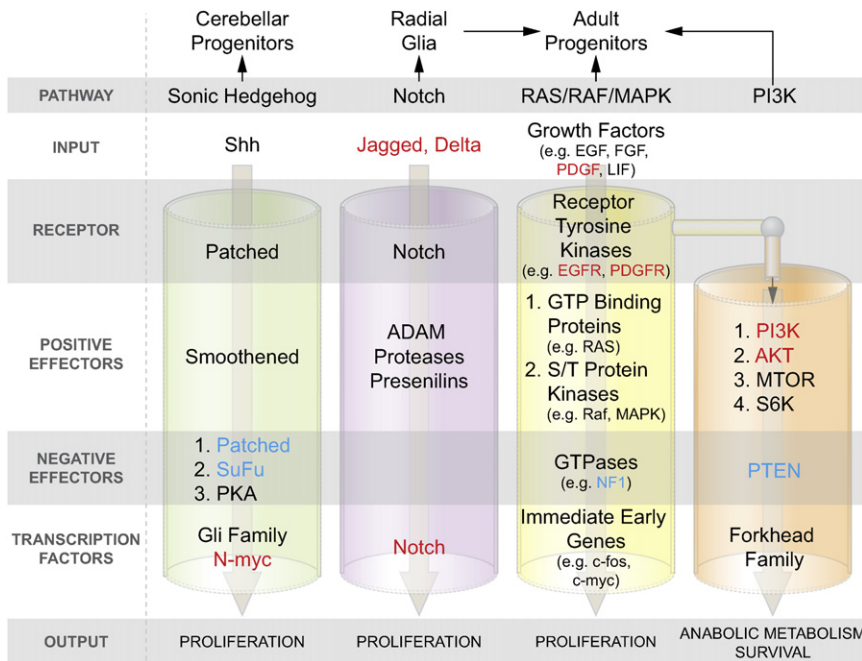 Cerebellar
Progenitors
Radial
Glia
Adult
Progenitors
PATHWAY
Sonic Hedgehog
Notch
RAS/RAF/MAPK
PI3K
INPUT
Shh
Jagged, Delta
Growth Factors
(e.g. EGF, FGF,
PDGF, LIF)
RECEPTOR
Patched
Notch
Receptor
Tyrosine
Kinases
(e.g. EGFR, PDGFR)
POSITIVE
EFFECTORS
Smoothened
ADAM
Proteases
Presenilins
1. GTP Binding
Proteins
(e.g. RAS)
2. S/T Protein
Kinases
(e.g. Raf, MAPK)
1. PI3K
2. AKT
3. MTOR
4. S6K
NEGATIVE
EFFECTORS
1. Patched
2. SuFu
3. PKA
GTPases
(e.g. NF1)
PTEN
TRANSCRIPTION
FACTORS
Gli Family
N-myc
Notch
Immediate Early
Genes
(e.g. c-fos,
c-myc)
Forkhead
Family
OUTPUT
PROLIFERATION
PROLIFERATION
PROLIFERATION
ANABOLIC METABOLISM
SURVIVAL